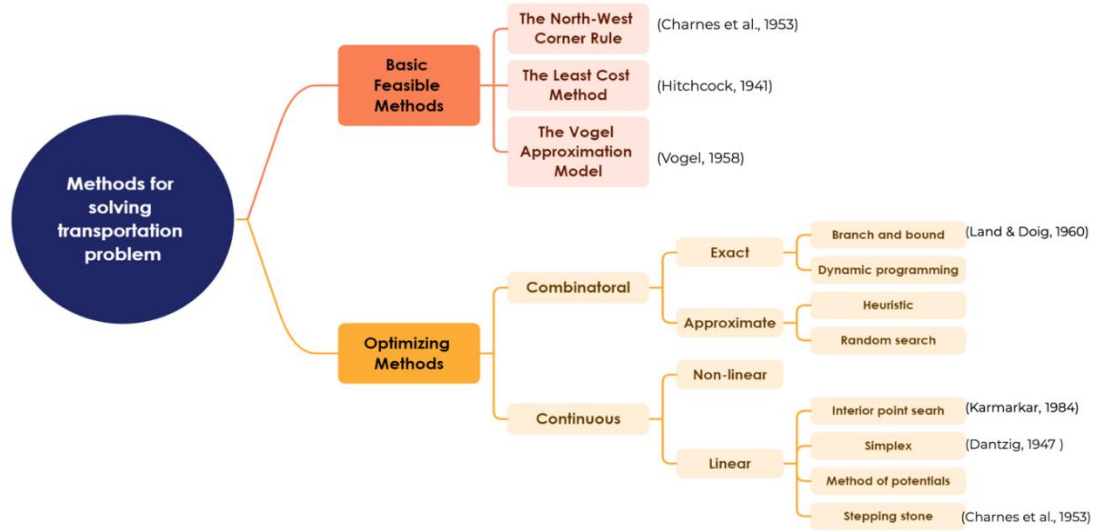 Methods for
solving
transportation
problem
Basic
Feasible
Methods
The North-West
Corner Rule
(Charnes et al., 1953)
The Least Cost
Method
(Hitchcock, 1941)
The Vogel
Approximation
Model
(Vogel, 1958)
Optimizing
Methods
Combinatoral
Exact
Branch and bound
(Land & Doig, 1960)
Dynamic programming
Approximate
Heuristic
Random search
Continuous
Non-linear
Linear
Interior point searh
(Karmarkar, 1984)
Simplex
(Dantzig, 1947 )
Method of potentials
Stepping stone
(Charnes et al., 1953)